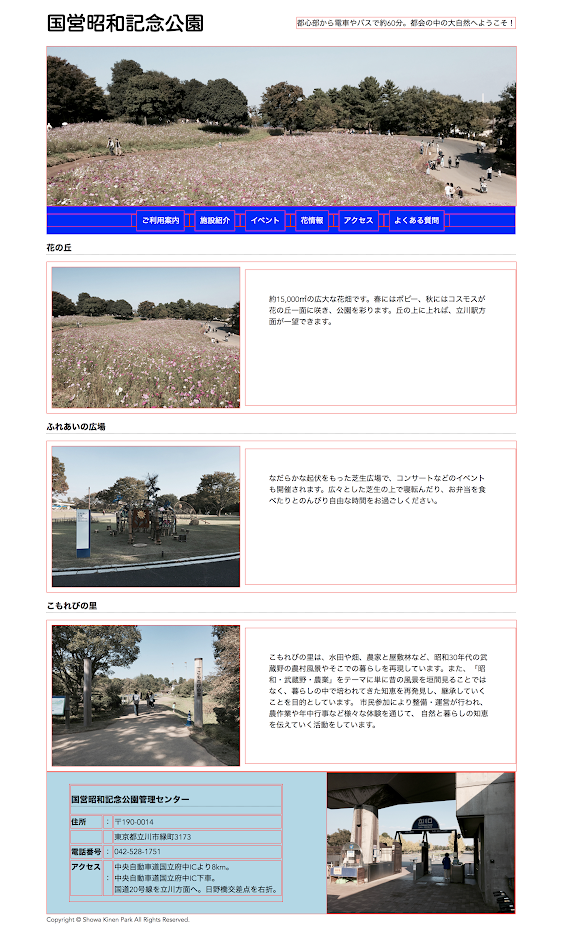 国営昭和記念公園
都心部から電車やバスで約60分。都会の中の大自然へようこそ！
ご利用案内 施設紹介 イベント 花情報 アクセス よくある質問
花の丘
約15,000㎡の広大な花畑です。春にはポピー、秋にはコスモスが
花の丘一面に咲き、公園を彩ります。丘の上に上れば、立川駅方
面が一望できます。
ふれあいの広場
なだらかな起伏をもった芝生広場で、コンサートなどのイベント
も開催されます。広々とした芝生の上で寝転んだり、お弁当を食
べたりとのんびり自由な時間をお過ごしください。
こもれびの里
こもれびの里は、水田や畑、農家と屋敷林など、昭和30年代の武
蔵野の農村風景やそこでの暮らしを再現しています。また、「昭
和・武蔵野・農業」をテーマに単に昔の風景を垣間見ることでは
なく、暮らしの中で培われてきた知恵を再発見し、継承していく
ことを目的としています。 市民参加により整備・運営が行われ、
農作業や年中行事など様々な体験を通じて、 自然と暮らしの知恵
を伝えていく活動をしています。
国営昭和記念公園管理センター
住所 ： 〒190-0014
東京都立川市緑町3173
電話番号 ： 042-528-1751
アクセス ： 中央自動車道国立府中ICより8km。
中央自動車道国立府中IC下車。
国道20号線を立川方面へ。日野橋交差点を右折。
立川口
Copyright © Showa Kinen Park All Rights Reserved.